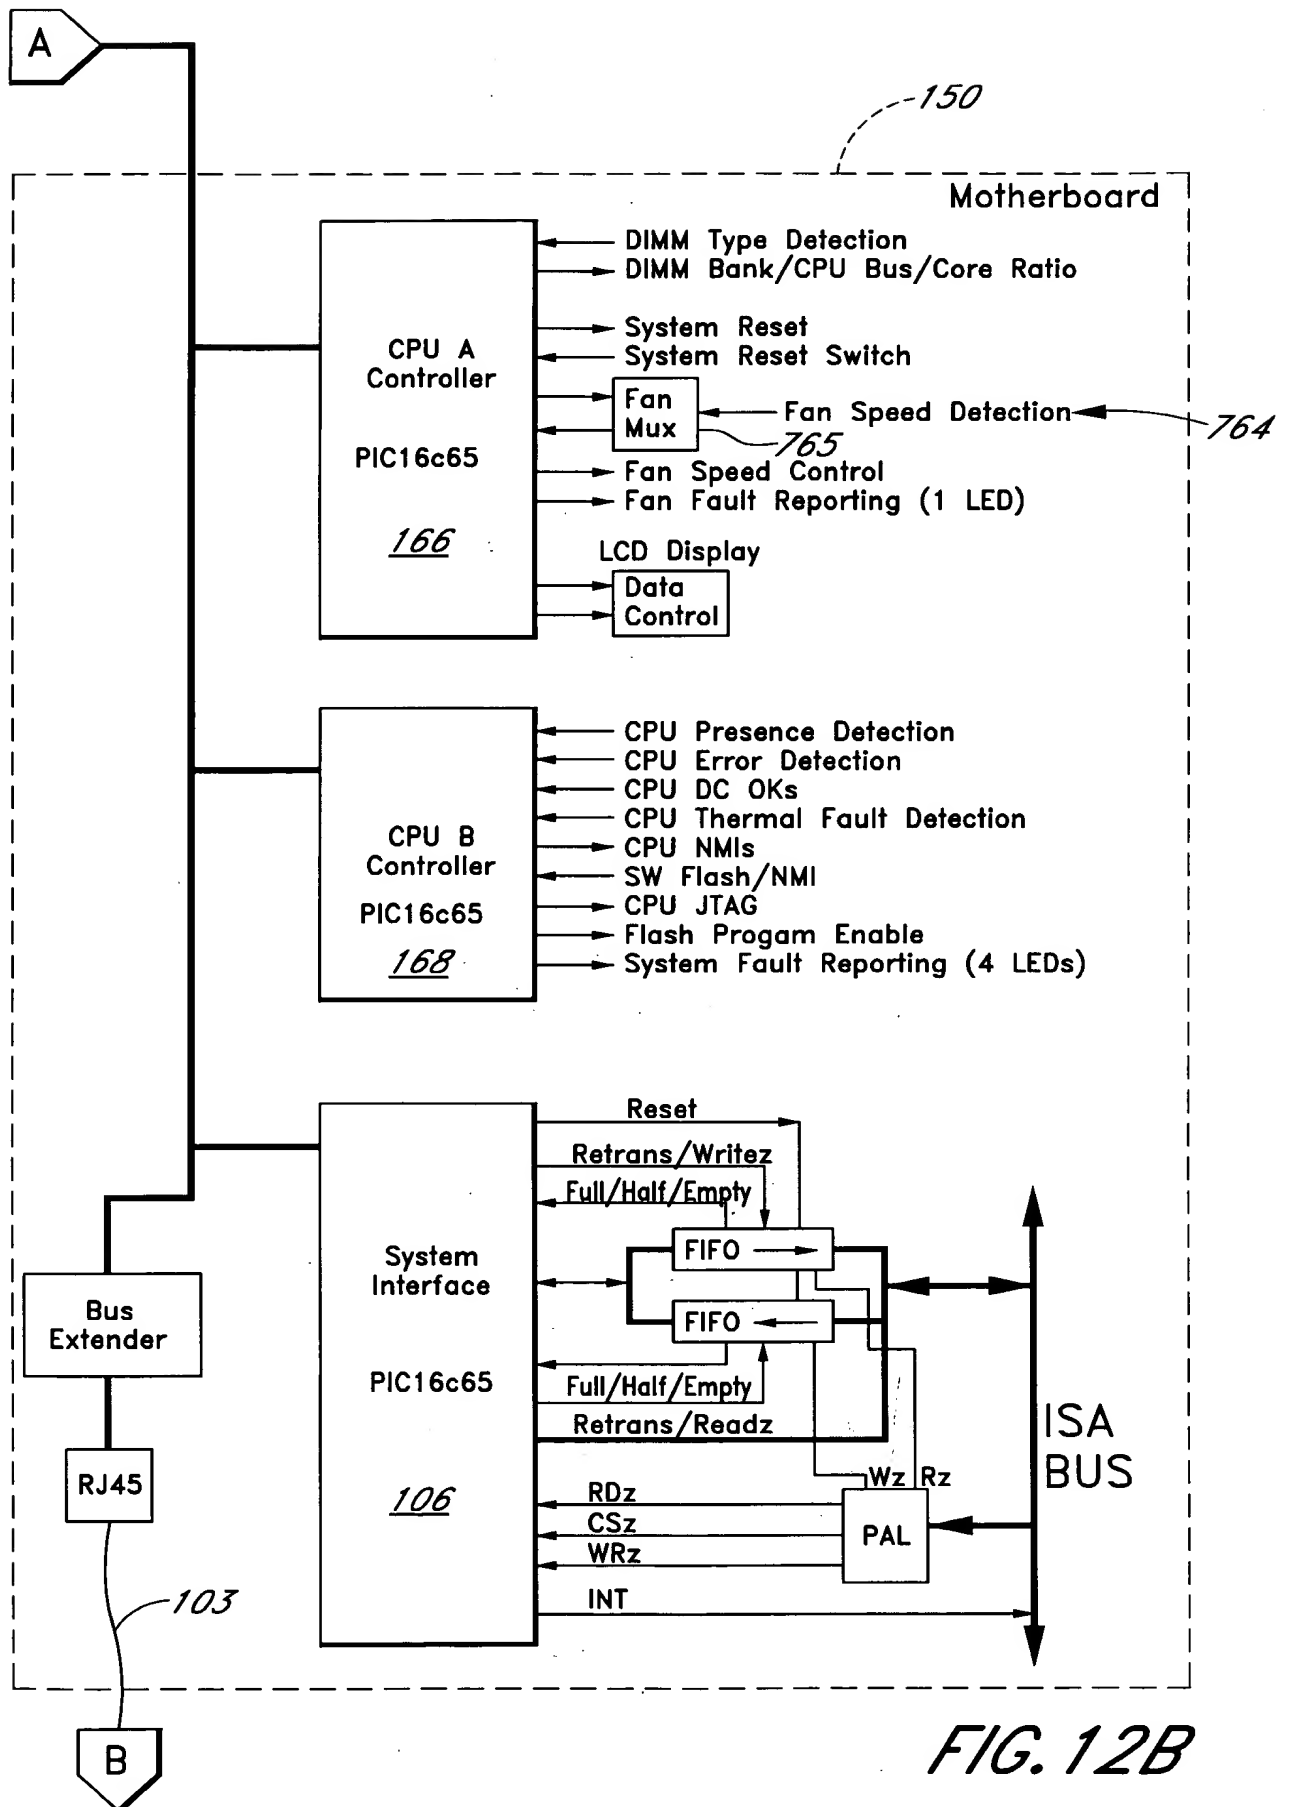 A
150
Motherboard
CPU A
Controller
PIC16c65
166
DIMM Type Detection
DIMM Bank/CPU Bus/Core Ratio
System Reset
System Reset Switch
Fan
Mux
Fan Speed Detection
764
765
Fan Speed Control
Fan Fault Reporting (1 LED)
LCD Display
Data
Control
CPU B
Controller
PIC16c65
168
CPU Presence Detection
CPU Error Detection
CPU DC OKs
CPU Thermal Fault Detection
CPU NMIs
SW Flash/NMI
CPU JTAG
Flash Progam Enable
System Fault Reporting (4 LEDs)
System
Interface
PIC16c65
106
Reset
Retrans/Writez
Full/Half/Empty
FIFO
FIFO
Full/Half/Empty
Retrans/Readz
Wz Rz
RDz
CSz
WRz
INT
PAL
ISA
BUS
Bus
Extender
RJ45
103
B
FIG. 12B